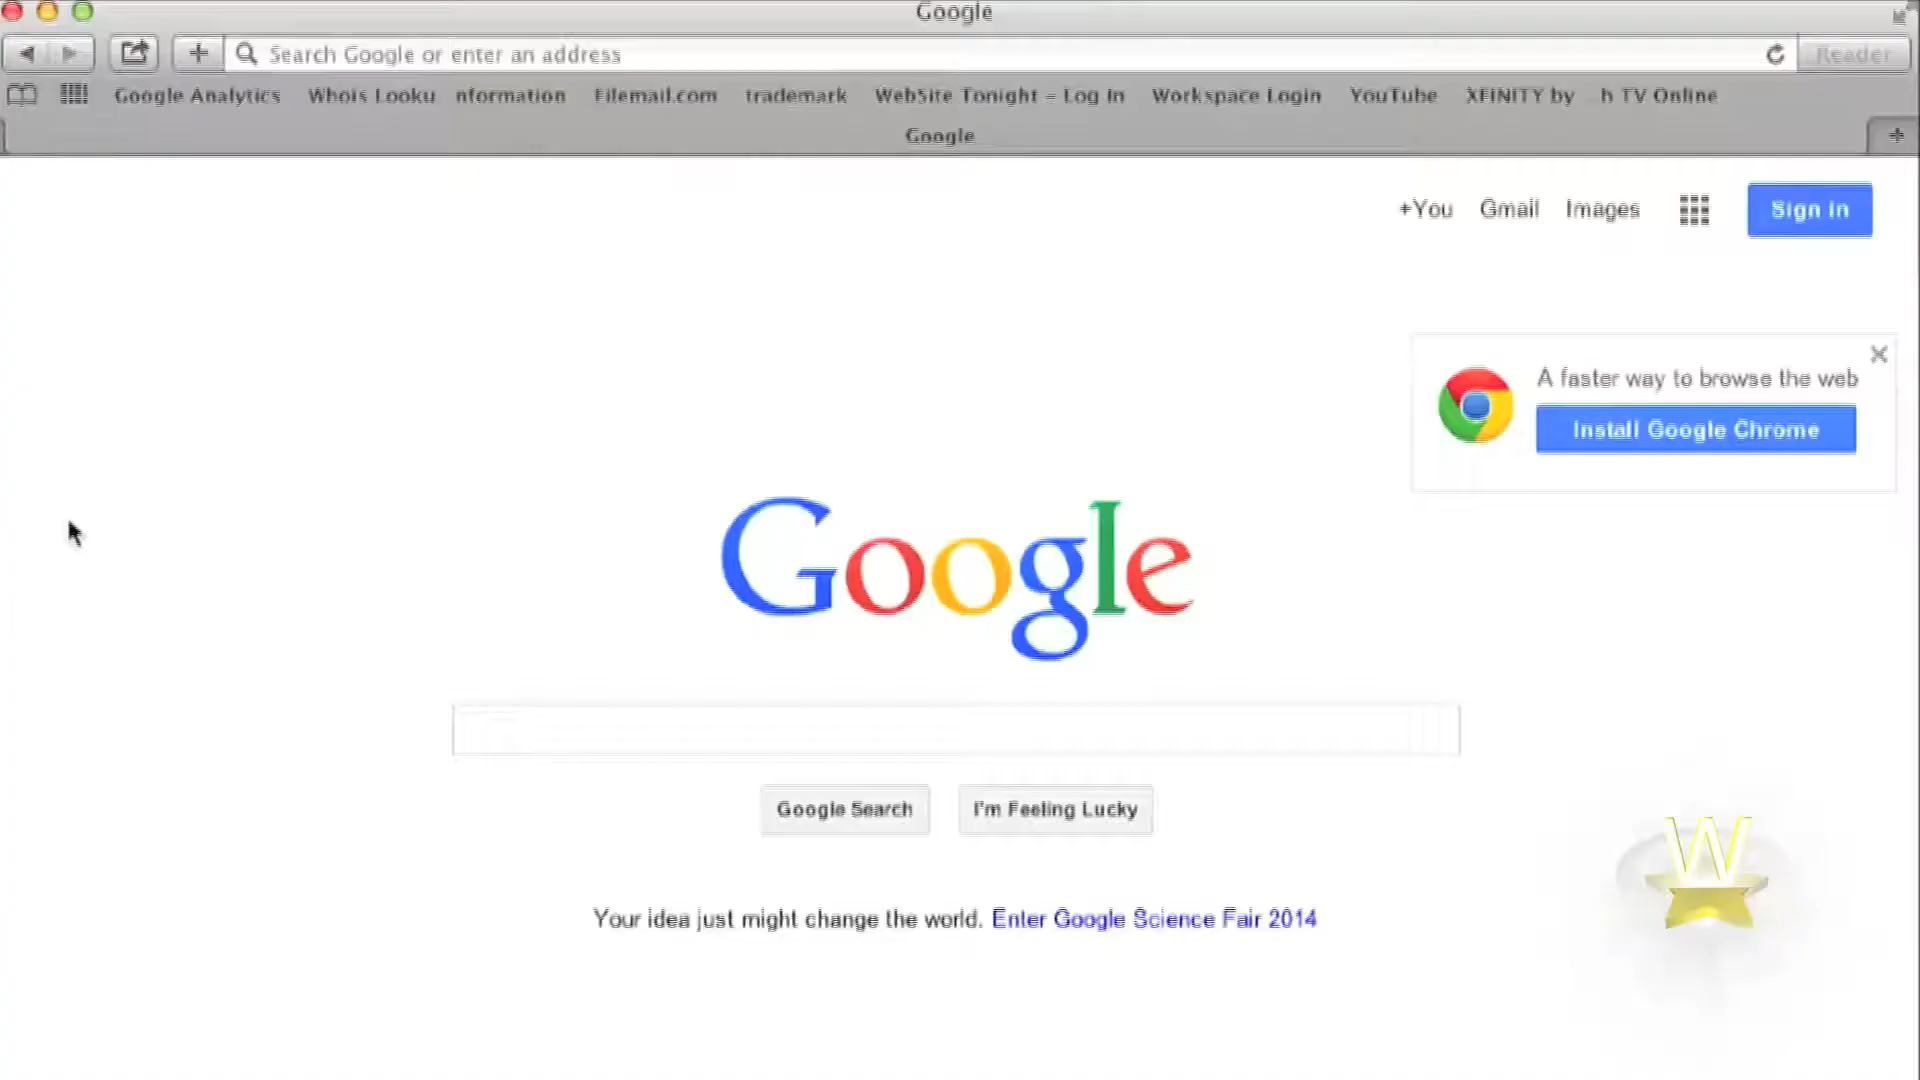 Google
Search Google or enter an address
Reader
Google Analytics Whois Looku nformation Filemail.com trademark WebSite Tonight - Log In Workspace Login YouTube XFINITY by h TV Online
Google
+You Gmail Images Sign in
A faster way to browse the web
Install Google Chrome
Google
Google Search I'm Feeling Lucky
W
Your idea just might change the world. Enter Google Science Fair 2014